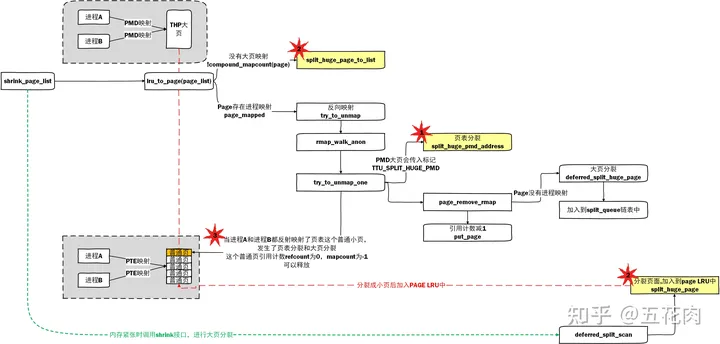 进程A
PMD映射
THP大
页
进程B
PMD映射
没有大页映射
!compound_mapcount(page)
2
split_huge_page_to_list
shrink_page_list
lru_to_page(page_list)
Page存在进程映射
page_mapped
反向映射
try_to_unmap
1
页表分裂
split_huge_pmd_address
rmap_walk_anon
PMD大页会传入标记
TTU_SPLIT_HUGE_PMD
try_to_unmap_one
大页分裂
deferred_split_huge_page
Page没有进程映射
page_remove_rmap
加入到split_queue链表中
引用计数减1
put_page
3
当进程A和进程B都反射映射了页表这个普通小页,
发生了页表分裂和大页分裂
这个普通页引用计数refcount为0, mapcount为-1
可以释放
进程A
PTE映射
普通页
普通页
普通页
普通页
普通页
进程B
PTE映射
2
分裂页面,加入到page LRU中
split_huge_page
分裂成小页后加入PAGE LRU中
内存紧张时调用shrink接口，进行大页分裂
deferred_split_scan
知乎 @五花肉